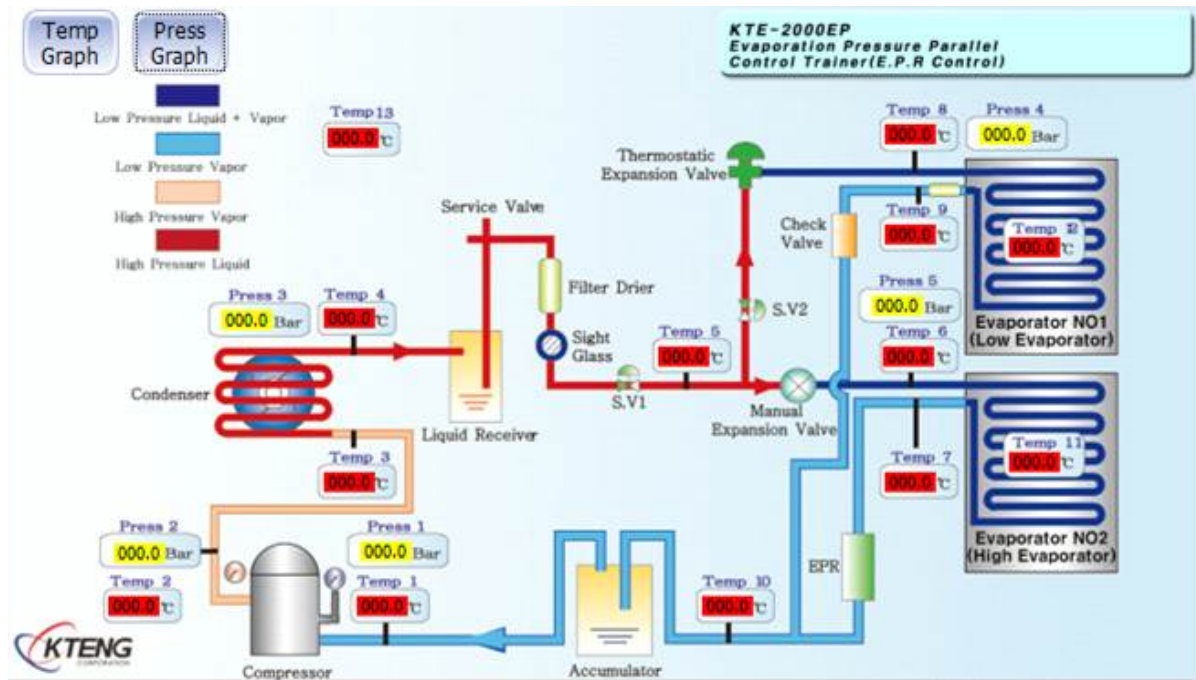 Temp
Graph
Press
Graph
KTE-2000EP
Evaporation Pressure Parallel
Control Trainer(E.P.R Control)
Low Pressure Liquid + Vapor
Low Pressure Vapor
High Pressure Vapor
High Pressure Liquid
Temp13
000.0 ℃
Temp 8
000.0 ℃
Press 4
000.0 Bar
Thermostatic
Expansion Valve
Service Valve
Temp 9
000.0 ℃
Check
Valve
Temp 12
000.0 ℃
Filter Drier
Press 5
000.0 Bar
Press 3
000.0 Bar
Temp 4
000.0 ℃
S.V2
Evaporator NO1
(Low Evaporator)
Sight
Glass
Temp 5
000.0 ℃
Temp 6
000.0 ℃
Condenser
S.V1
Manual
Expansion Valve
Liquid Receiver
Temp 3
000.0 ℃
Temp 7
000.0 ℃
Temp 11
000.0 ℃
Press 2
000.0 Bar
Press 1
000.0 Bar
Evaporator NO2
(High Evaporator)
EPR
Temp 2
000.0 ℃
Temp 1
000.0 ℃
Temp 10
000.0 ℃
KTENG
CORPORATION
Compressor
Accumulator